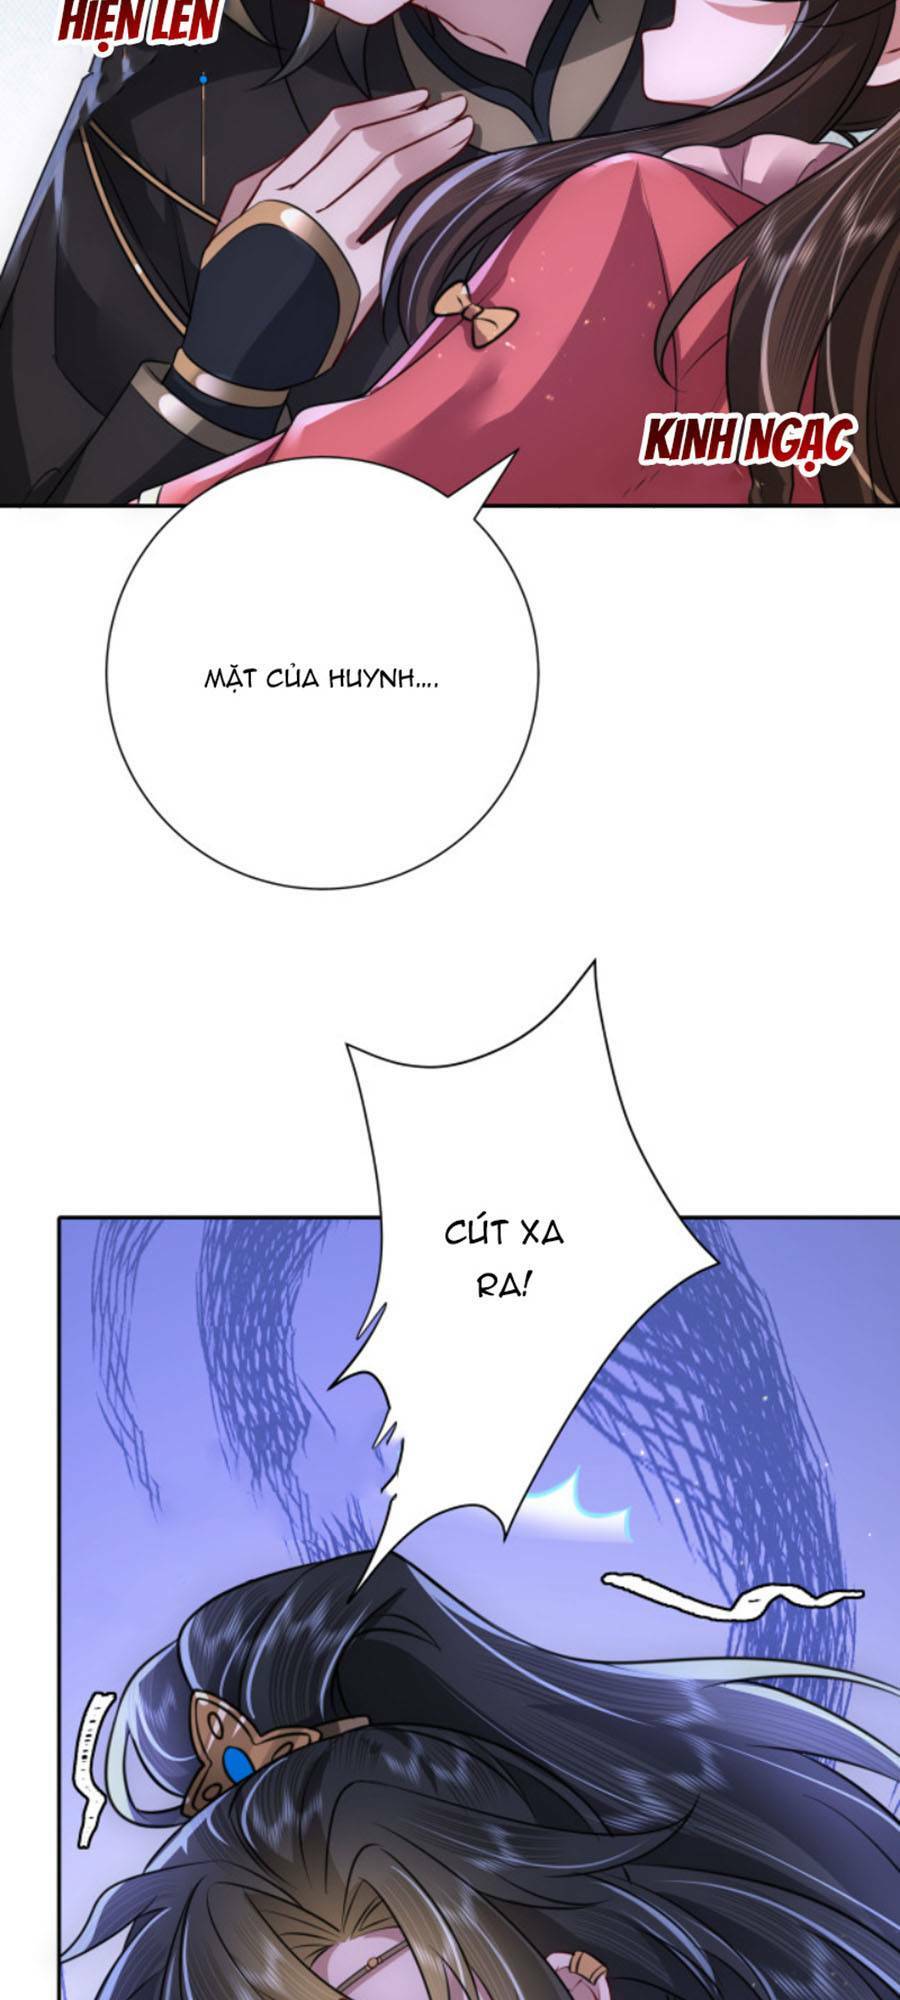 HIỆN LÊN
KINH NGẠC
MẶT CỦA HUYNH....
CÚT XA
RA!